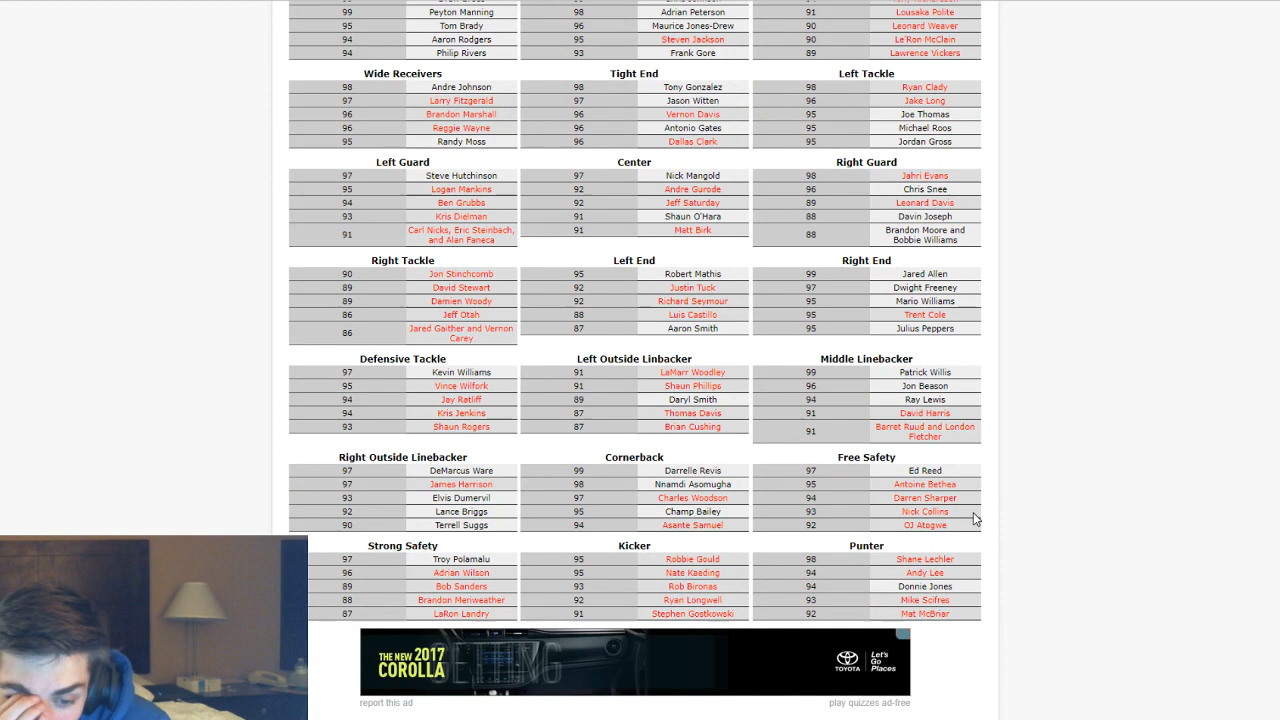 99 Peyton Manning 98 Adrian Peterson 91 Lousaka Polite
95 Tom Brady 96 Maurice Jones-Drew 90 Leonard Weaver
94 Aaron Rodgers 95 Steven Jackson 90 Le'Ron McClain
94 Philip Rivers 93 Frank Gore 89 Lawrence Vickers
Wide Receivers Tight End Left Tackle
98 Andre Johnson 98 Tony Gonzalez 98 Ryan Clady
97 Larry Fitzgerald 97 Jason Witten 96 Jake Long
96 Brandon Marshall 96 Vernon Davis 95 Joe Thomas
96 Reggie Wayne 96 Antonio Gates 95 Michael Roos
95 Randy Moss 96 Dallas Clark 95 Jordan Gross
Left Guard Center Right Guard
97 Steve Hutchinson 97 Nick Mangold 98 Jahri Evans
95 Logan Mankins 92 Andre Gurode 96 Chris Snee
94 Ben Grubbs 92 Jeff Saturday 89 Leonard Davis
93 Kris Dielman 91 Shaun O'Hara 88 Davin Joseph
91 Carl Nicks, Eric Steinbach, 91 Matt Birk 88 Brandon Moore and
and Alan Faneca Bobbie Williams
Right Tackle Left End Right End
90 Jon Stinchcomb 95 Robert Mathis 99 Jared Allen
89 David Stewart 92 Justin Tuck 97 Dwight Freeney
89 Damien Woody 92 Richard Seymour 95 Mario Williams
86 Jeff Otah 88 Luis Castillo 95 Trent Cole
86 Jared Gaither and Vernon 87 Aaron Smith 95 Julius Peppers
Carey
Defensive Tackle Left Outside Linbacker Middle Linebacker
97 Kevin Williams 91 LaMarr Woodley 99 Patrick Willis
95 Vince Wilfork 91 Shaun Phillips 96 Jon Beason
94 Jay Ratliff 89 Daryl Smith 94 Ray Lewis
94 Kris Jenkins 87 Thomas Davis 91 David Harris
93 Shaun Rogers 87 Brian Cushing 91 Barret Ruud and London
Fletcher
Right Outside Linebacker Cornerback Free Safety
97 DeMarcus Ware 99 Darrelle Revis 97 Ed Reed
97 James Harrison 98 Nnamdi Asomugha 95 Antoine Bethea
93 Elvis Dumervil 97 Charles Woodson 94 Darren Sharper
92 Lance Briggs 95 Champ Bailey 93 Nick Collins
90 Terrell Suggs 94 Asante Samuel 92 OJ Atogwe
Strong Safety Kicker Punter
97 Troy Polamalu 95 Robbie Gould 98 Shane Lechler
96 Adrian Wilson 95 Nate Kaeding 94 Andy Lee
89 Bob Sanders 93 Rob Bironas 94 Donnie Jones
88 Brandon Meriweather 92 Ryan Longwell 93 Mike Scifres
87 LaRon Landry 91 Stephen Gostkowski 92 Mat McBriar
THE NEW 2017
COROLLA
TOYOTA
Let's
Go
Places
report this ad play quizzes ad-free